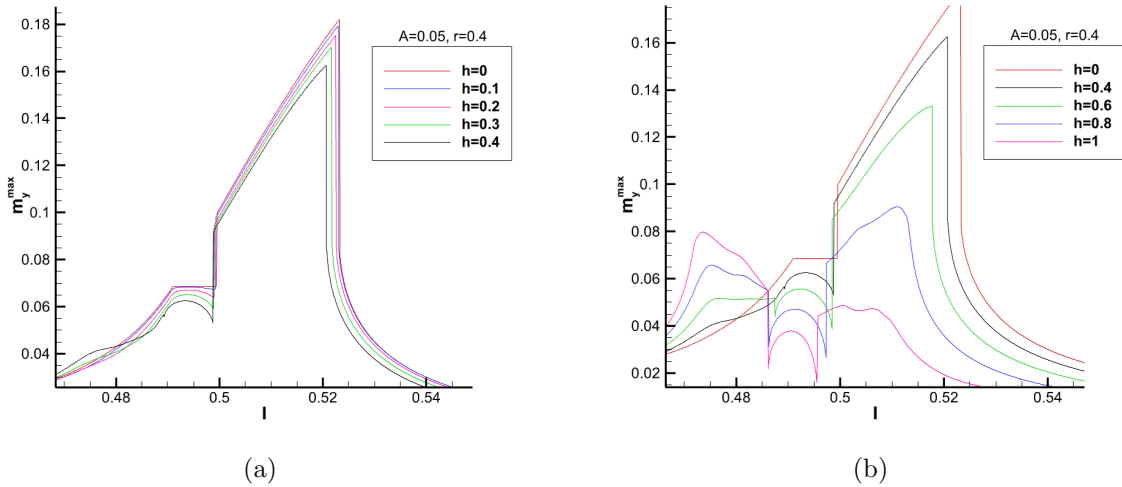 0.18
0.16
0.14
0.12
0.1
0.08
0.06
0.04
m_y^max
0.48
0.5
0.52
0.54
I
A=0.05, r=0.4
h=0
h=0.1
h=0.2
h=0.3
h=0.4
(a)
0.16
0.14
0.12
0.1
0.08
0.06
0.04
0.02
m_y^max
0.48
0.5
0.52
0.54
I
A=0.05, r=0.4
h=0
h=0.4
h=0.6
h=0.8
h=1
(b)